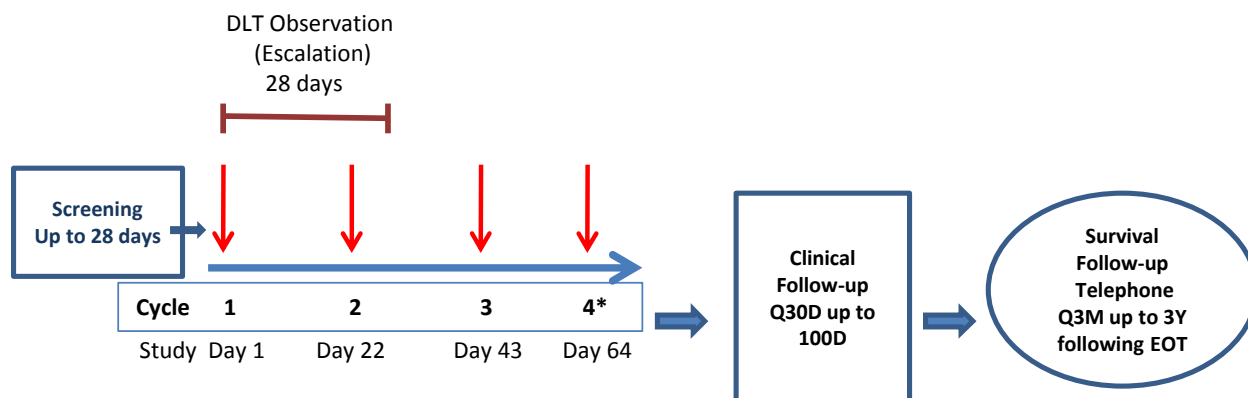 DLT Observation
(Escalation)
28 days
Screening
Up to 28 days
Cycle 1 2 3 4*
Study Day 1 Day 22 Day 43 Day 64
Clinical
Follow-up
Q30D up to
100D
Survival
Follow-up
Telephone
Q3M up to 3Y
following EOT